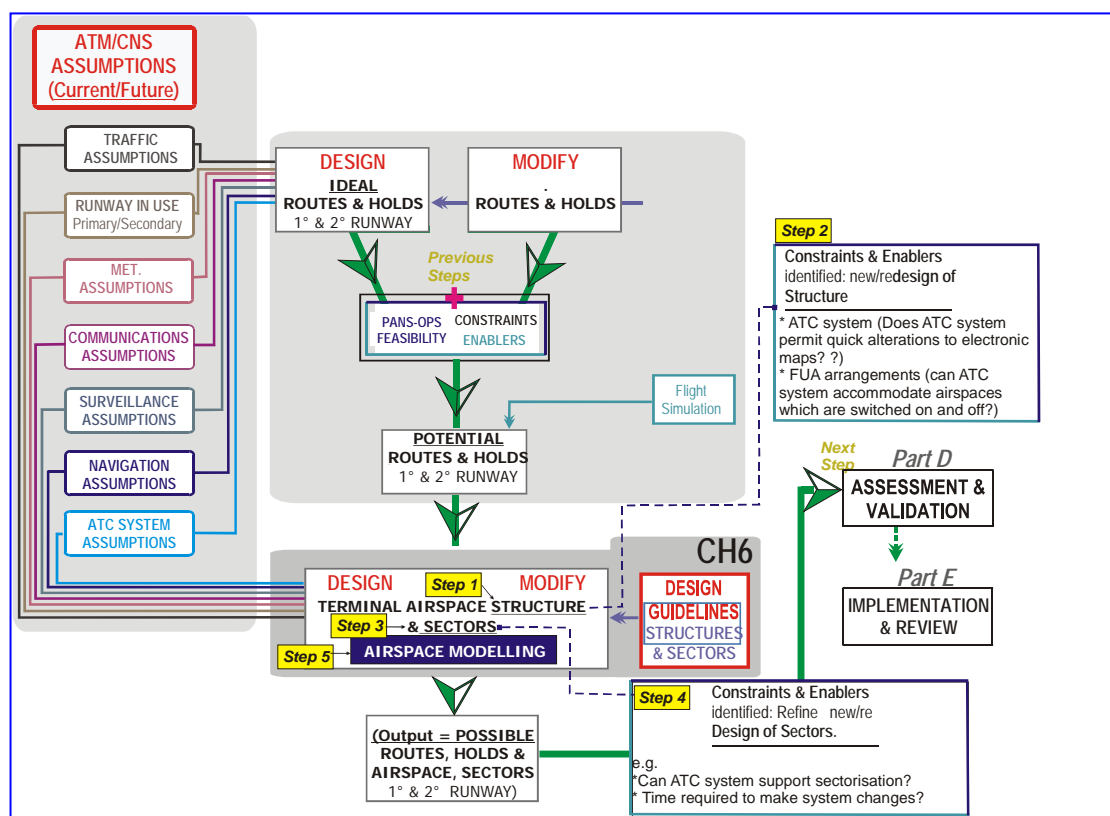 ATM/CNS
ASSUMPTIONS
(Current/Future)
TRAFFIC
ASSUMPTIONS
RUNWAY IN USE
Primary/Secondary
MET.
ASSUMPTIONS
COMMUNICATIONS
ASSUMPTIONS
SURVEILLANCE
ASSUMPTIONS
NAVIGATION
ASSUMPTIONS
ATC SYSTEM
ASSUMPTIONS
DESIGN
IDEAL
ROUTES & HOLDS
1° & 2° RUNWAY
MODIFY
.
ROUTES & HOLDS
Previous
Steps
PANS-OPS
FEASIBILITY
CONSTRAINTS
ENABLERS
Flight
Simulation
POTENTIAL
ROUTES & HOLDS
1° & 2° RUNWAY
Step 2
Constraints & Enablers
identified: new/redesign of
Structure
* ATC system (Does ATC system
permit quick alterations to electronic
maps? ?)
* FUA arrangements (can ATC
system accommodate airspaces
which are switched on and off?)
CH6
DESIGN MODIFY
Step 1
TERMINAL AIRSPACE STRUCTURE
Step 3
& SECTORS
Step 5
AIRSPACE MODELLING
DESIGN
GUIDELINES
STRUCTURES
& SECTORS
Next
Step
Part D
ASSESSMENT &
VALIDATION
Part E
IMPLEMENTATION
& REVIEW
(Output = POSSIBLE
ROUTES, HOLDS &
AIRSPACE, SECTORS
1° & 2° RUNWAY)
Step 4
Constraints & Enablers
identified: Refine new/re
Design of Sectors.
e.g.
*Can ATC system support sectorisation?
* Time required to make system changes?